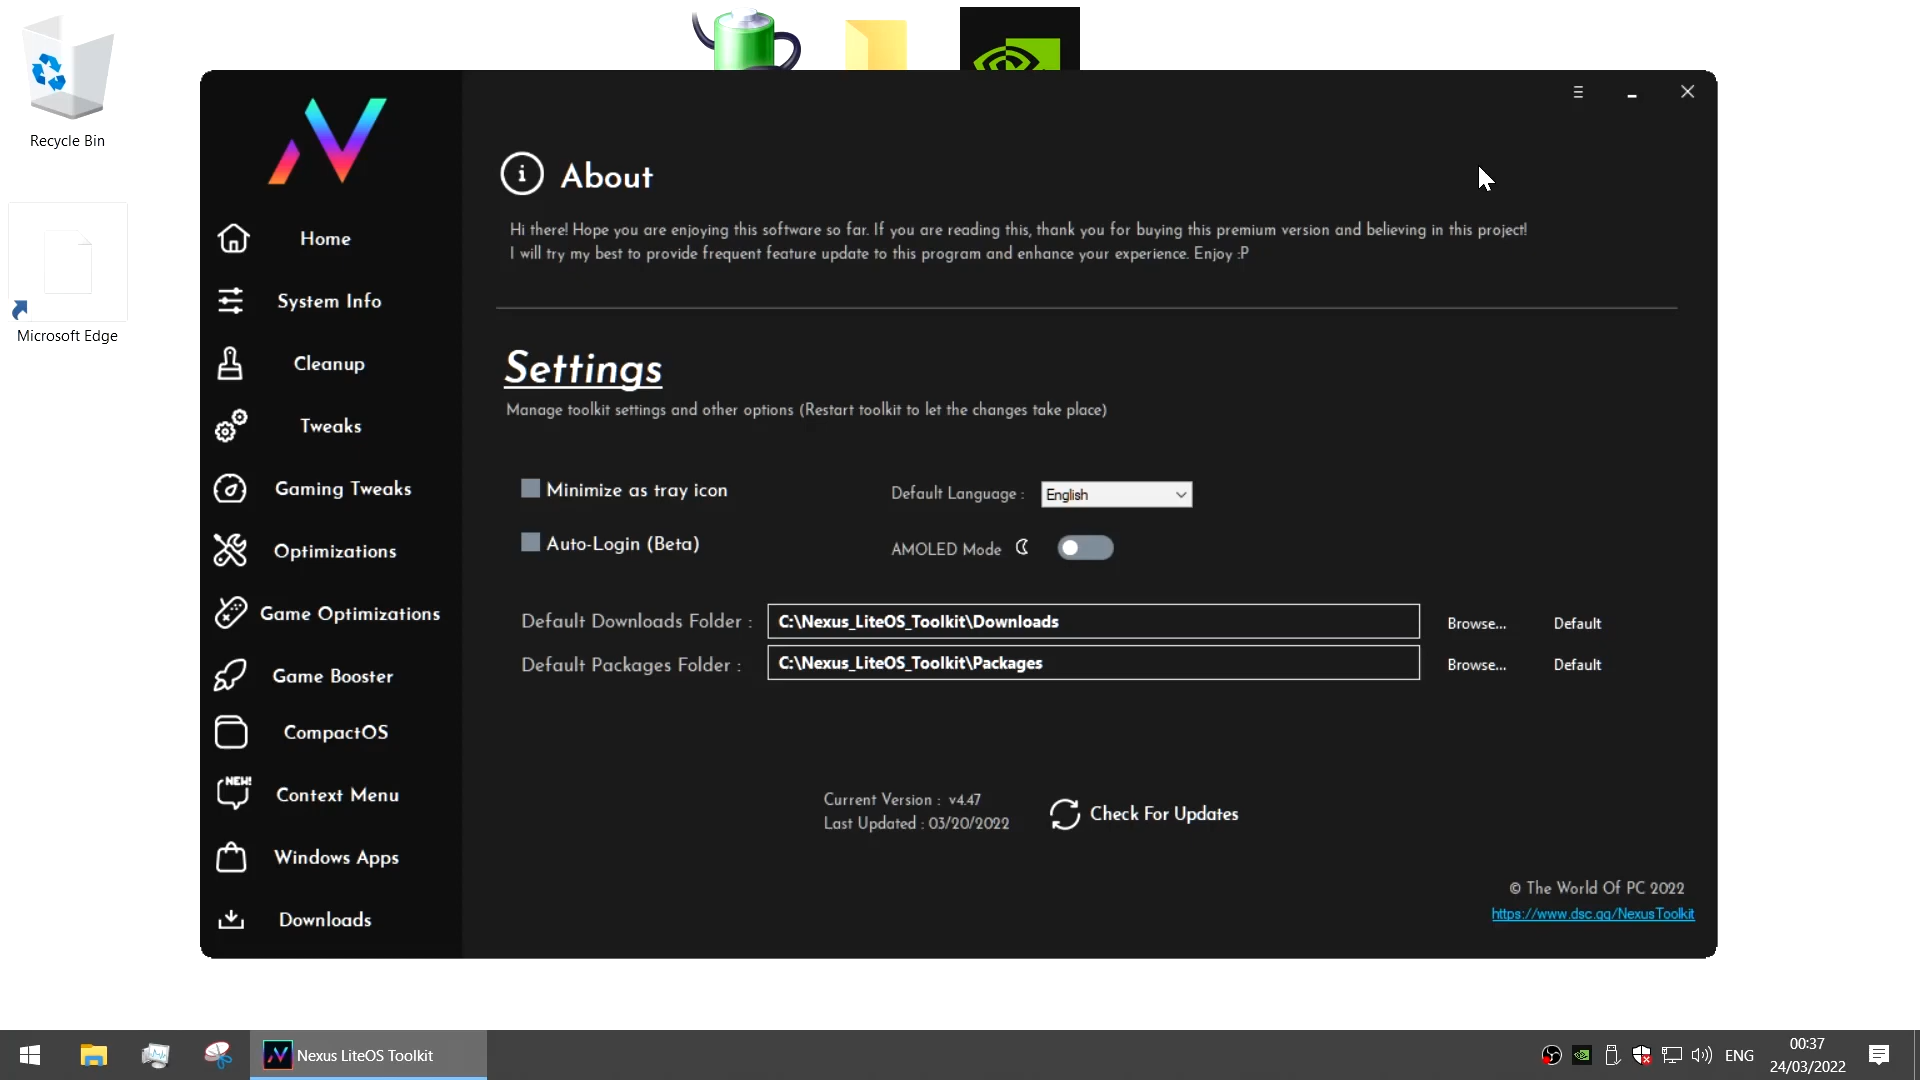 Recycle Bin
Microsoft Edge
Home
System Info
Cleanup
Tweaks
Gaming Tweaks
Optimizations
Game Optimizations
Game Booster
CompactOS
NEW!
Context Menu
Windows Apps
Downloads
About
Hi there! Hope you are enjoying this software so far. If you are reading this, thank you for buying this premium version and believing in this project!
I will try my best to provide frequent feature update to this program and enhance your experience. Enjoy :P
Settings
Manage toolkit settings and other options (Restart toolkit to let the changes take place)
Minimize as tray icon
Default Language : English
Auto-Login (Beta)
AMOLED Mode
Default Downloads Folder : C:\Nexus_LiteOS_Toolkit\Downloads Browse... Default
Default Packages Folder : C:\Nexus_LiteOS_Toolkit\Packages Browse... Default
Current Version : v4.47
Last Updated : 03/20/2022
Check For Updates
© The World Of PC 2022
https://www.dsc.gg/NexusToolkit
Nexus LiteOS Toolkit
ENG
00:37
24/03/2022